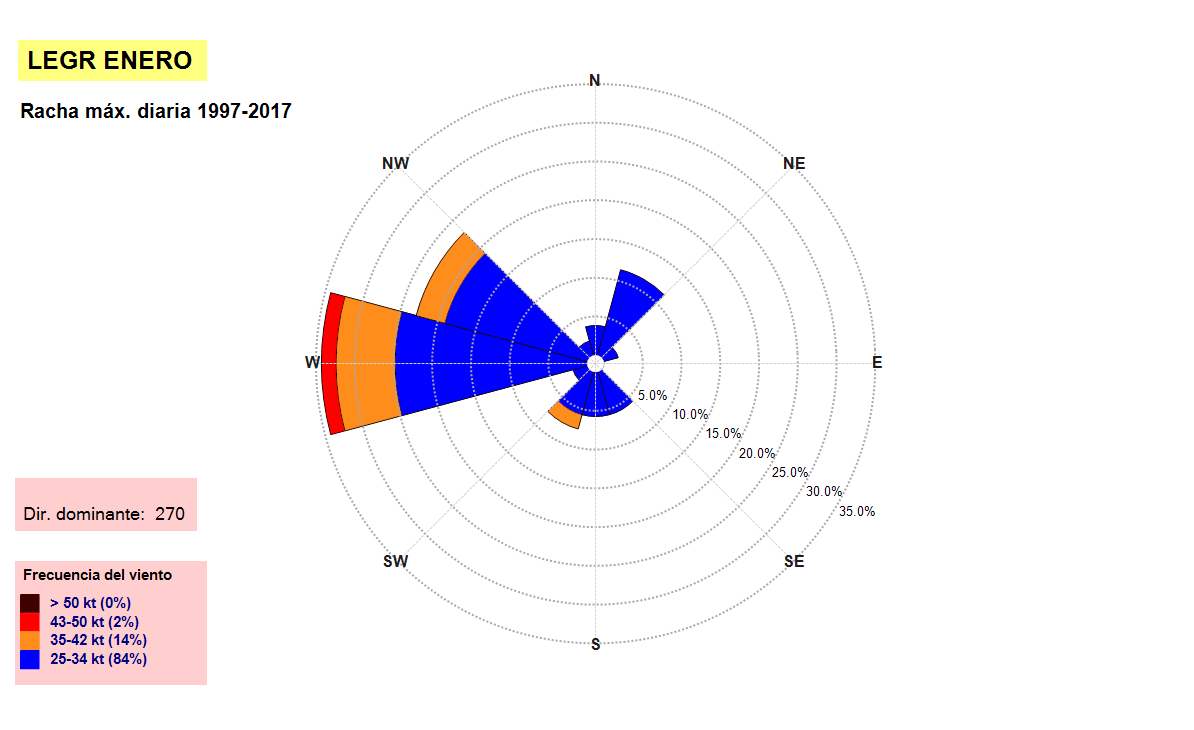 LEGR ENERO
Racha máx. diaria 1997-2017
N
NW
NE
W
E
5.0%
10.0%
15.0%
20.0%
25.0%
30.0%
35.0%
SW
SE
S
Dir. dominante: 270
Frecuencia del viento
> 50 kt (0%)
43-50 kt (2%)
35-42 kt (14%)
25-34 kt (84%)